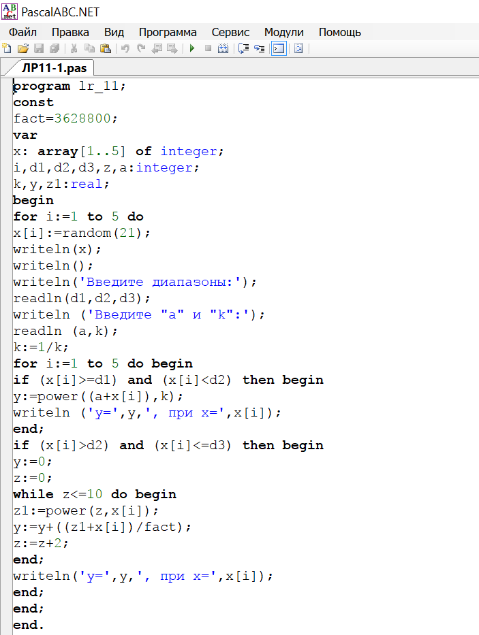 PascalABC.NET
Файл Правка Вид Программа Сервис Модули Помощь
ЛР11-1.pas
program lr_11;
const
fact=3628800;
var
x: array[1..5] of integer;
i,d1,d2,d3,z,a:integer;
k,y,z1:real;
begin
for i:=1 to 5 do
x[i]:=random(21);
writeln(x);
writeln();
writeln('Введите диапазоны:');
readln(d1,d2,d3);
writeln ('Введите "a" и "k":');
readln (a,k);
k:=1/k;
for i:=1 to 5 do begin
if (x[i]>=d1) and (x[i]<d2) then begin
y:=power((a+x[i]),k);
writeln ('y=',y,', при x=',x[i]);
end;
if (x[i]>d2) and (x[i]<=d3) then begin
y:=0;
z:=0;
while z<=10 do begin
z1:=power(z,x[i]);
y:=y+((z1+x[i])/fact);
z:=z+2;
end;
writeln('y=',y,', при x=',x[i]);
end;
end;
end.